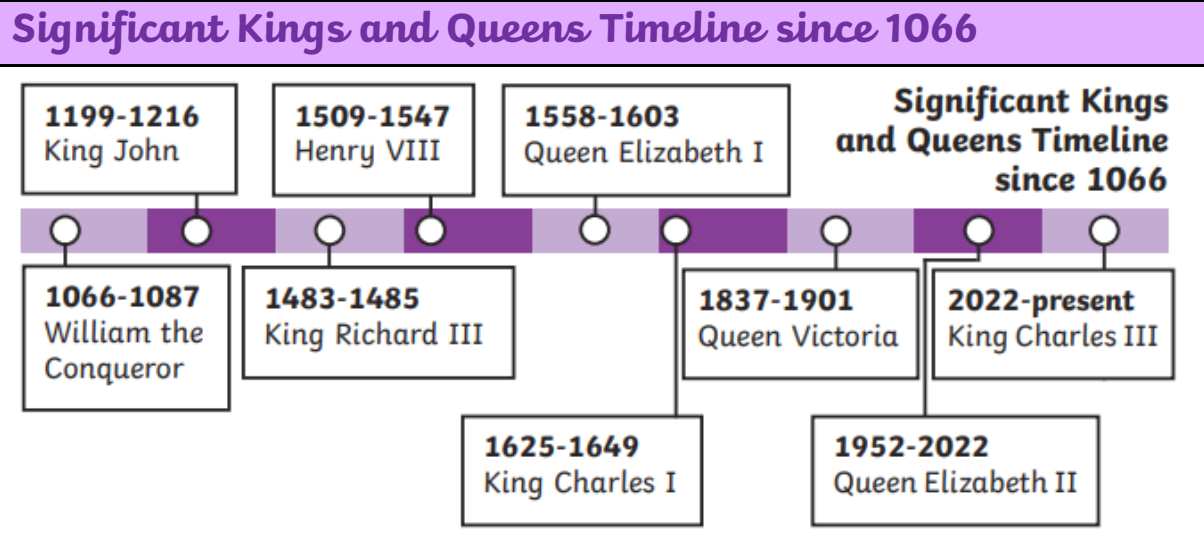 Significant Kings and Queens Timeline since 1066
1199-1216
King John
1509-1547
Henry VIII
1558-1603
Queen Elizabeth I
Significant Kings
and Queens Timeline
since 1066
1066-1087
William the
Conqueror
1483-1485
King Richard III
1625-1649
King Charles I
1837-1901
Queen Victoria
1952-2022
Queen Elizabeth II
2022-present
King Charles III